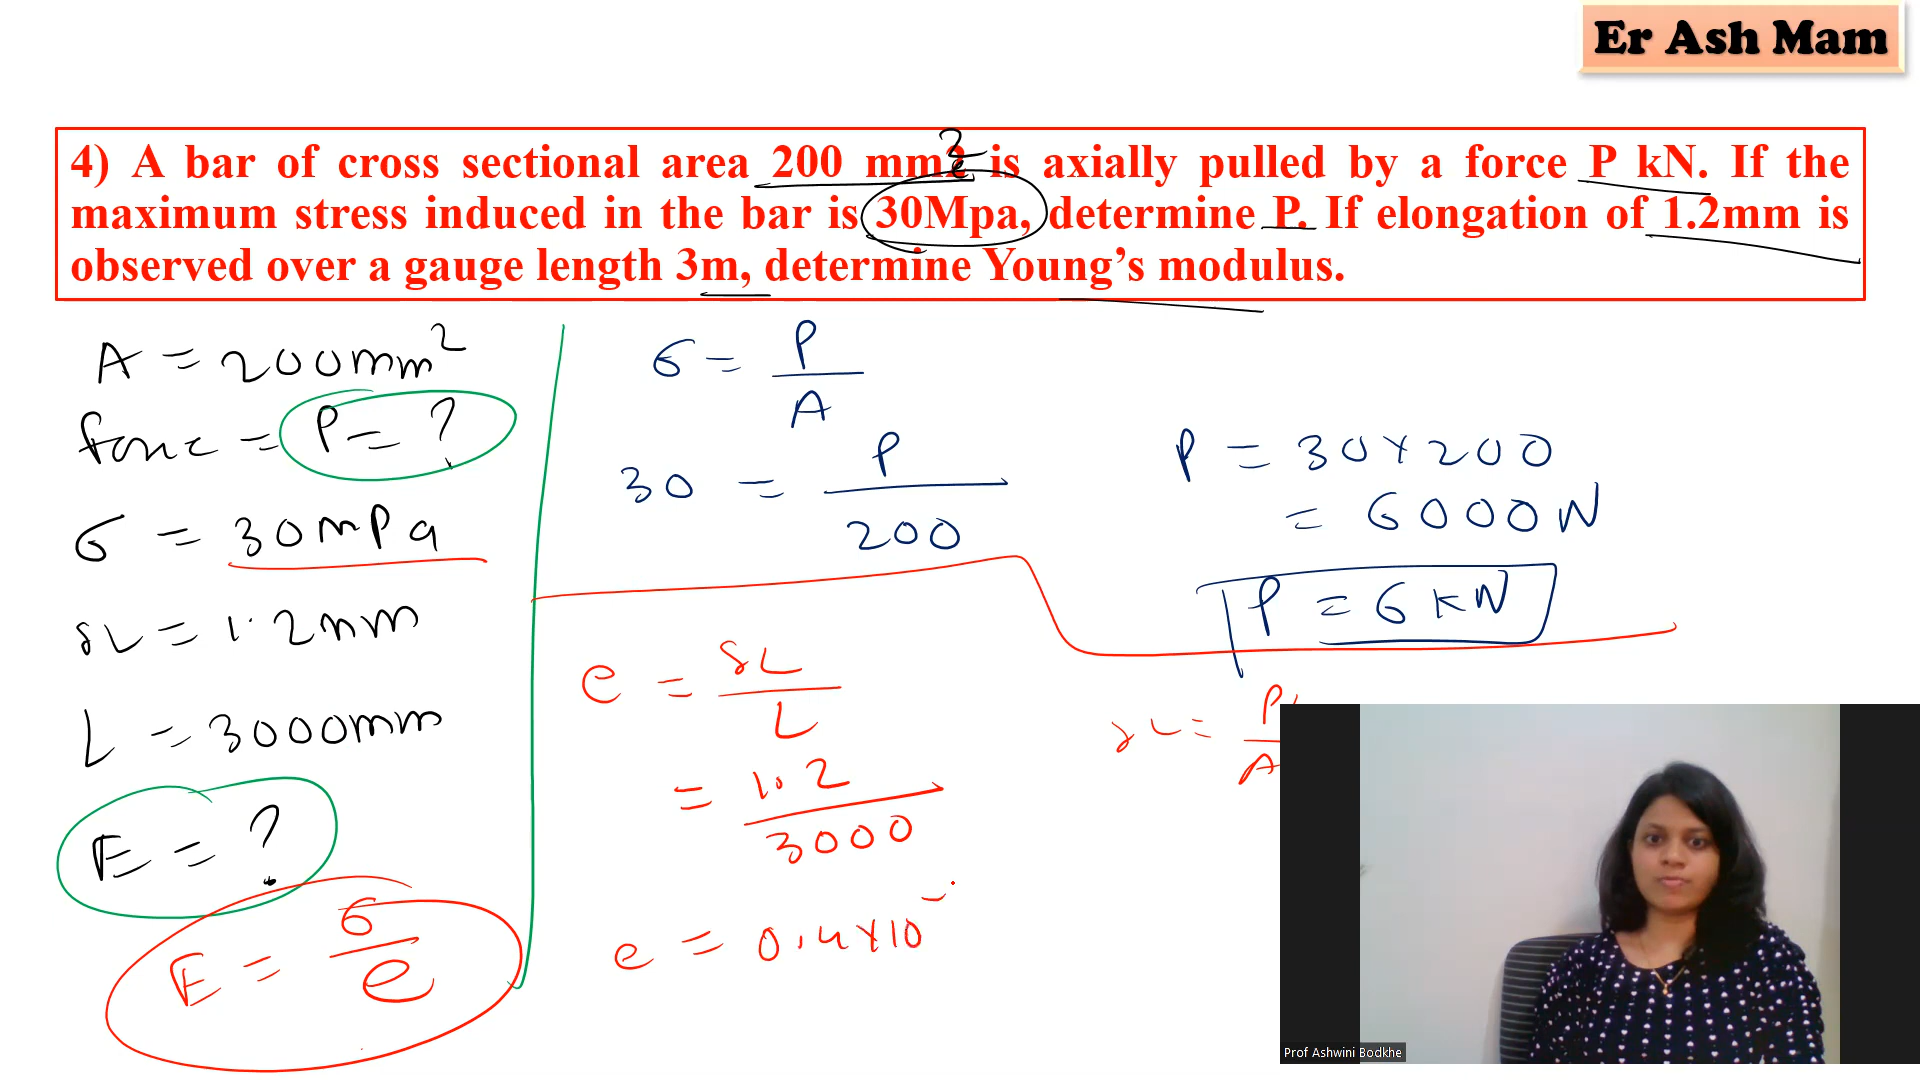 Er Ash Mam
4) A bar of cross sectional area 200 mm2 is axially pulled by a force P kN. If the
maximum stress induced in the bar is 30Mpa, determine P. If elongation of 1.2mm is
observed over a gauge length 3m, determine Young's modulus.
A = 200mm²
force = P = ?
σ = 30MPa
δL = 1.2mm
L = 3000mm
E = ?
E = σ/e
σ = P/A
30 = P/200
P = 30 × 200
= 6000N
P = 6 kN
e = δL/L
= 1.2/3000
e = 0.4×10⁻
δL = P/A
Prof Ashwini Bodkhe